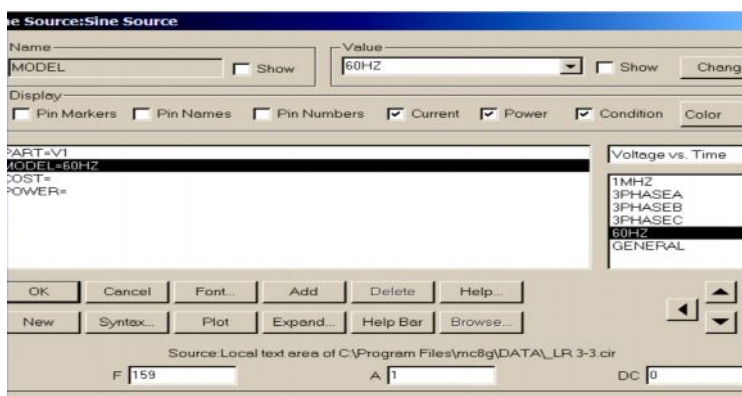 e Source:Sine Source
Name
Value
MODEL
Show
60HZ
Show
Chang
Display
Pin Markers
Pin Names
Pin Numbers
Current
Power
Condition
Color
PART=V1
MODEL=60HZ
COST=
POWER=
Voltage vs. Time
1MHZ
3PHASEA
3PHASEB
3PHASEC
60HZ
GENERAL
OK
Cancel
Font...
Add
Delete
Help...
New
Syntax...
Plot
Expand...
Help Bar
Browse...
Source:Local text area of C:\Program Files\mc8g\DATA\_LR 3-3.cir
F 159
A 1
DC 0